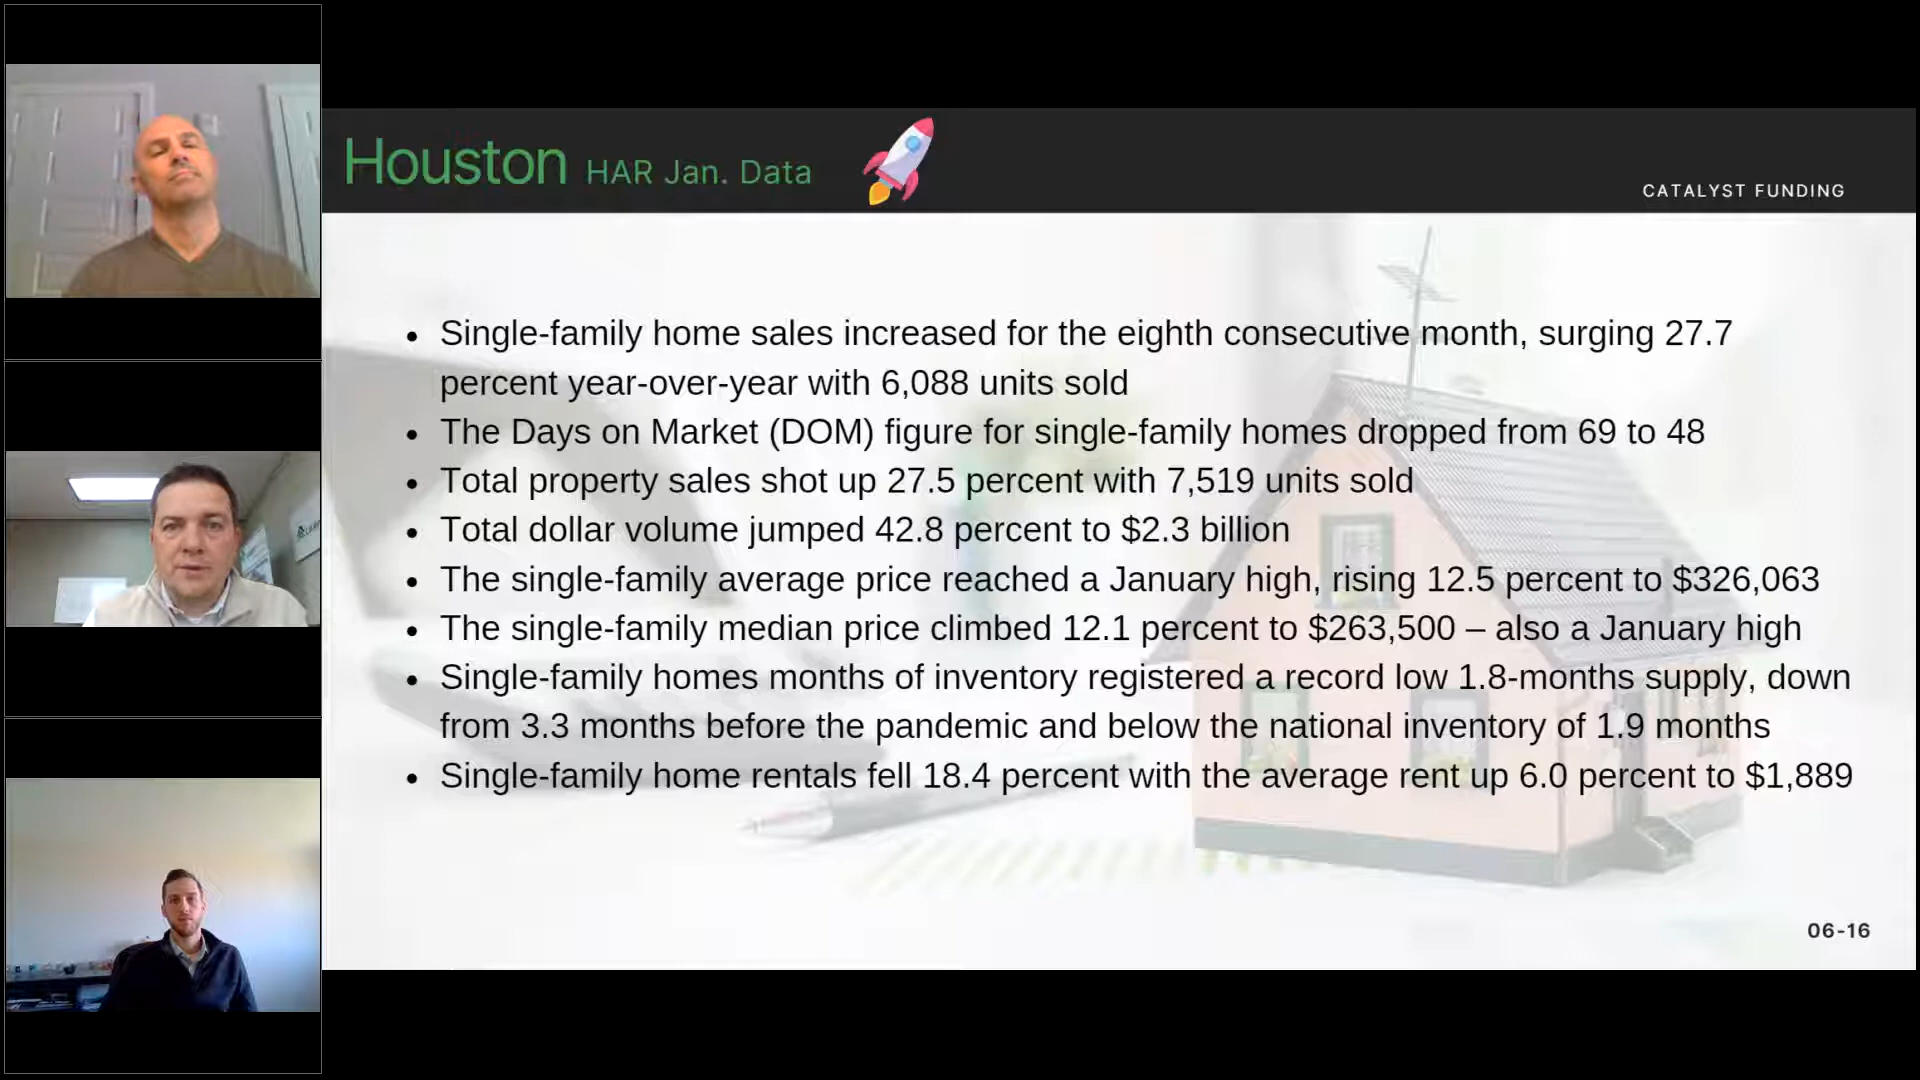 Houston HAR Jan. Data
CATALYST FUNDING
• Single-family home sales increased for the eighth consecutive month, surging 27.7
percent year-over-year with 6,088 units sold
• The Days on Market (DOM) figure for single-family homes dropped from 69 to 48
• Total property sales shot up 27.5 percent with 7,519 units sold
• Total dollar volume jumped 42.8 percent to $2.3 billion
• The single-family average price reached a January high, rising 12.5 percent to $326,063
• The single-family median price climbed 12.1 percent to $263,500 – also a January high
• Single-family homes months of inventory registered a record low 1.8-months supply, down
from 3.3 months before the pandemic and below the national inventory of 1.9 months
• Single-family home rentals fell 18.4 percent with the average rent up 6.0 percent to $1,889
06-16